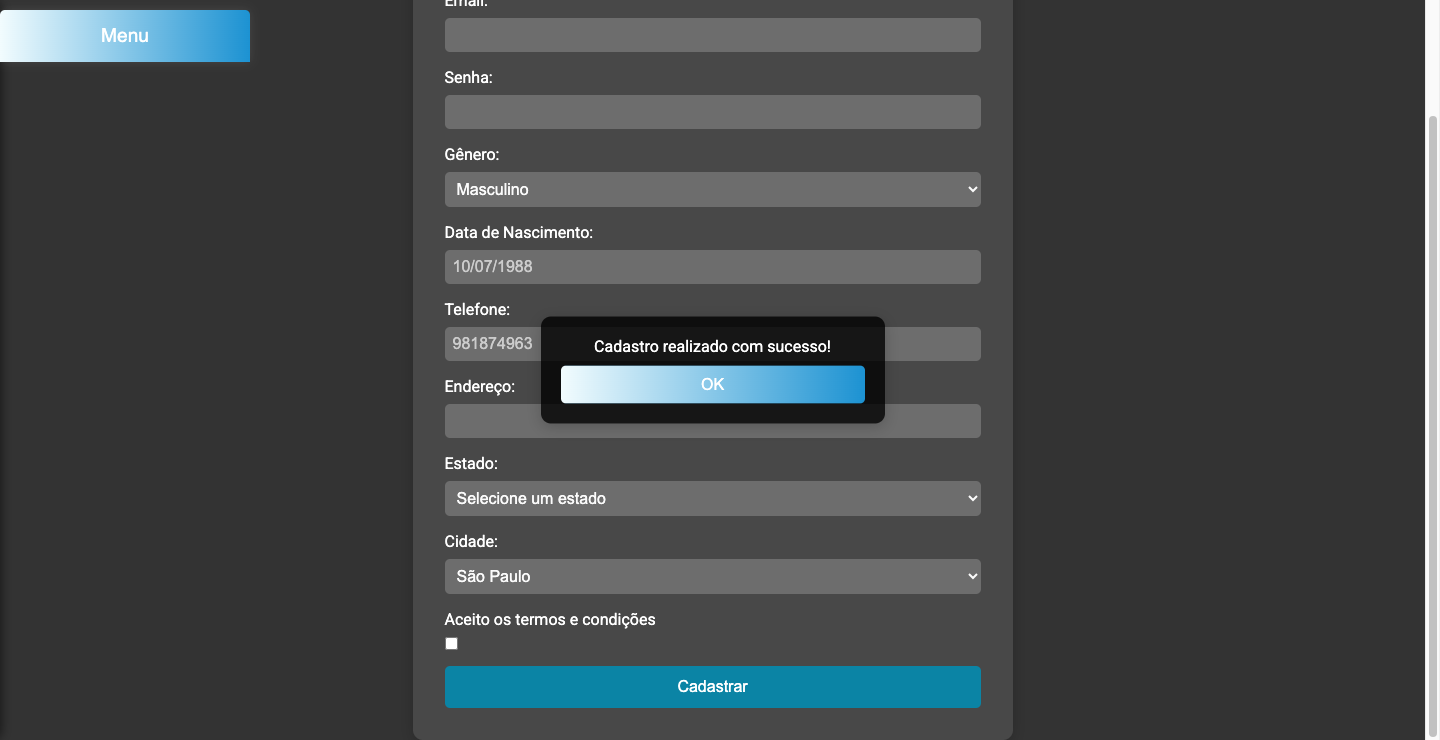 Email:
Menu
Senha:
Gênero:
Masculino
Data de Nascimento:
10/07/1988
Telefone:
981874963
Cadastro realizado com sucesso!
OK
Endereço:
Estado:
Selecione um estado
Cidade:
São Paulo
Aceito os termos e condições
Cadastrar